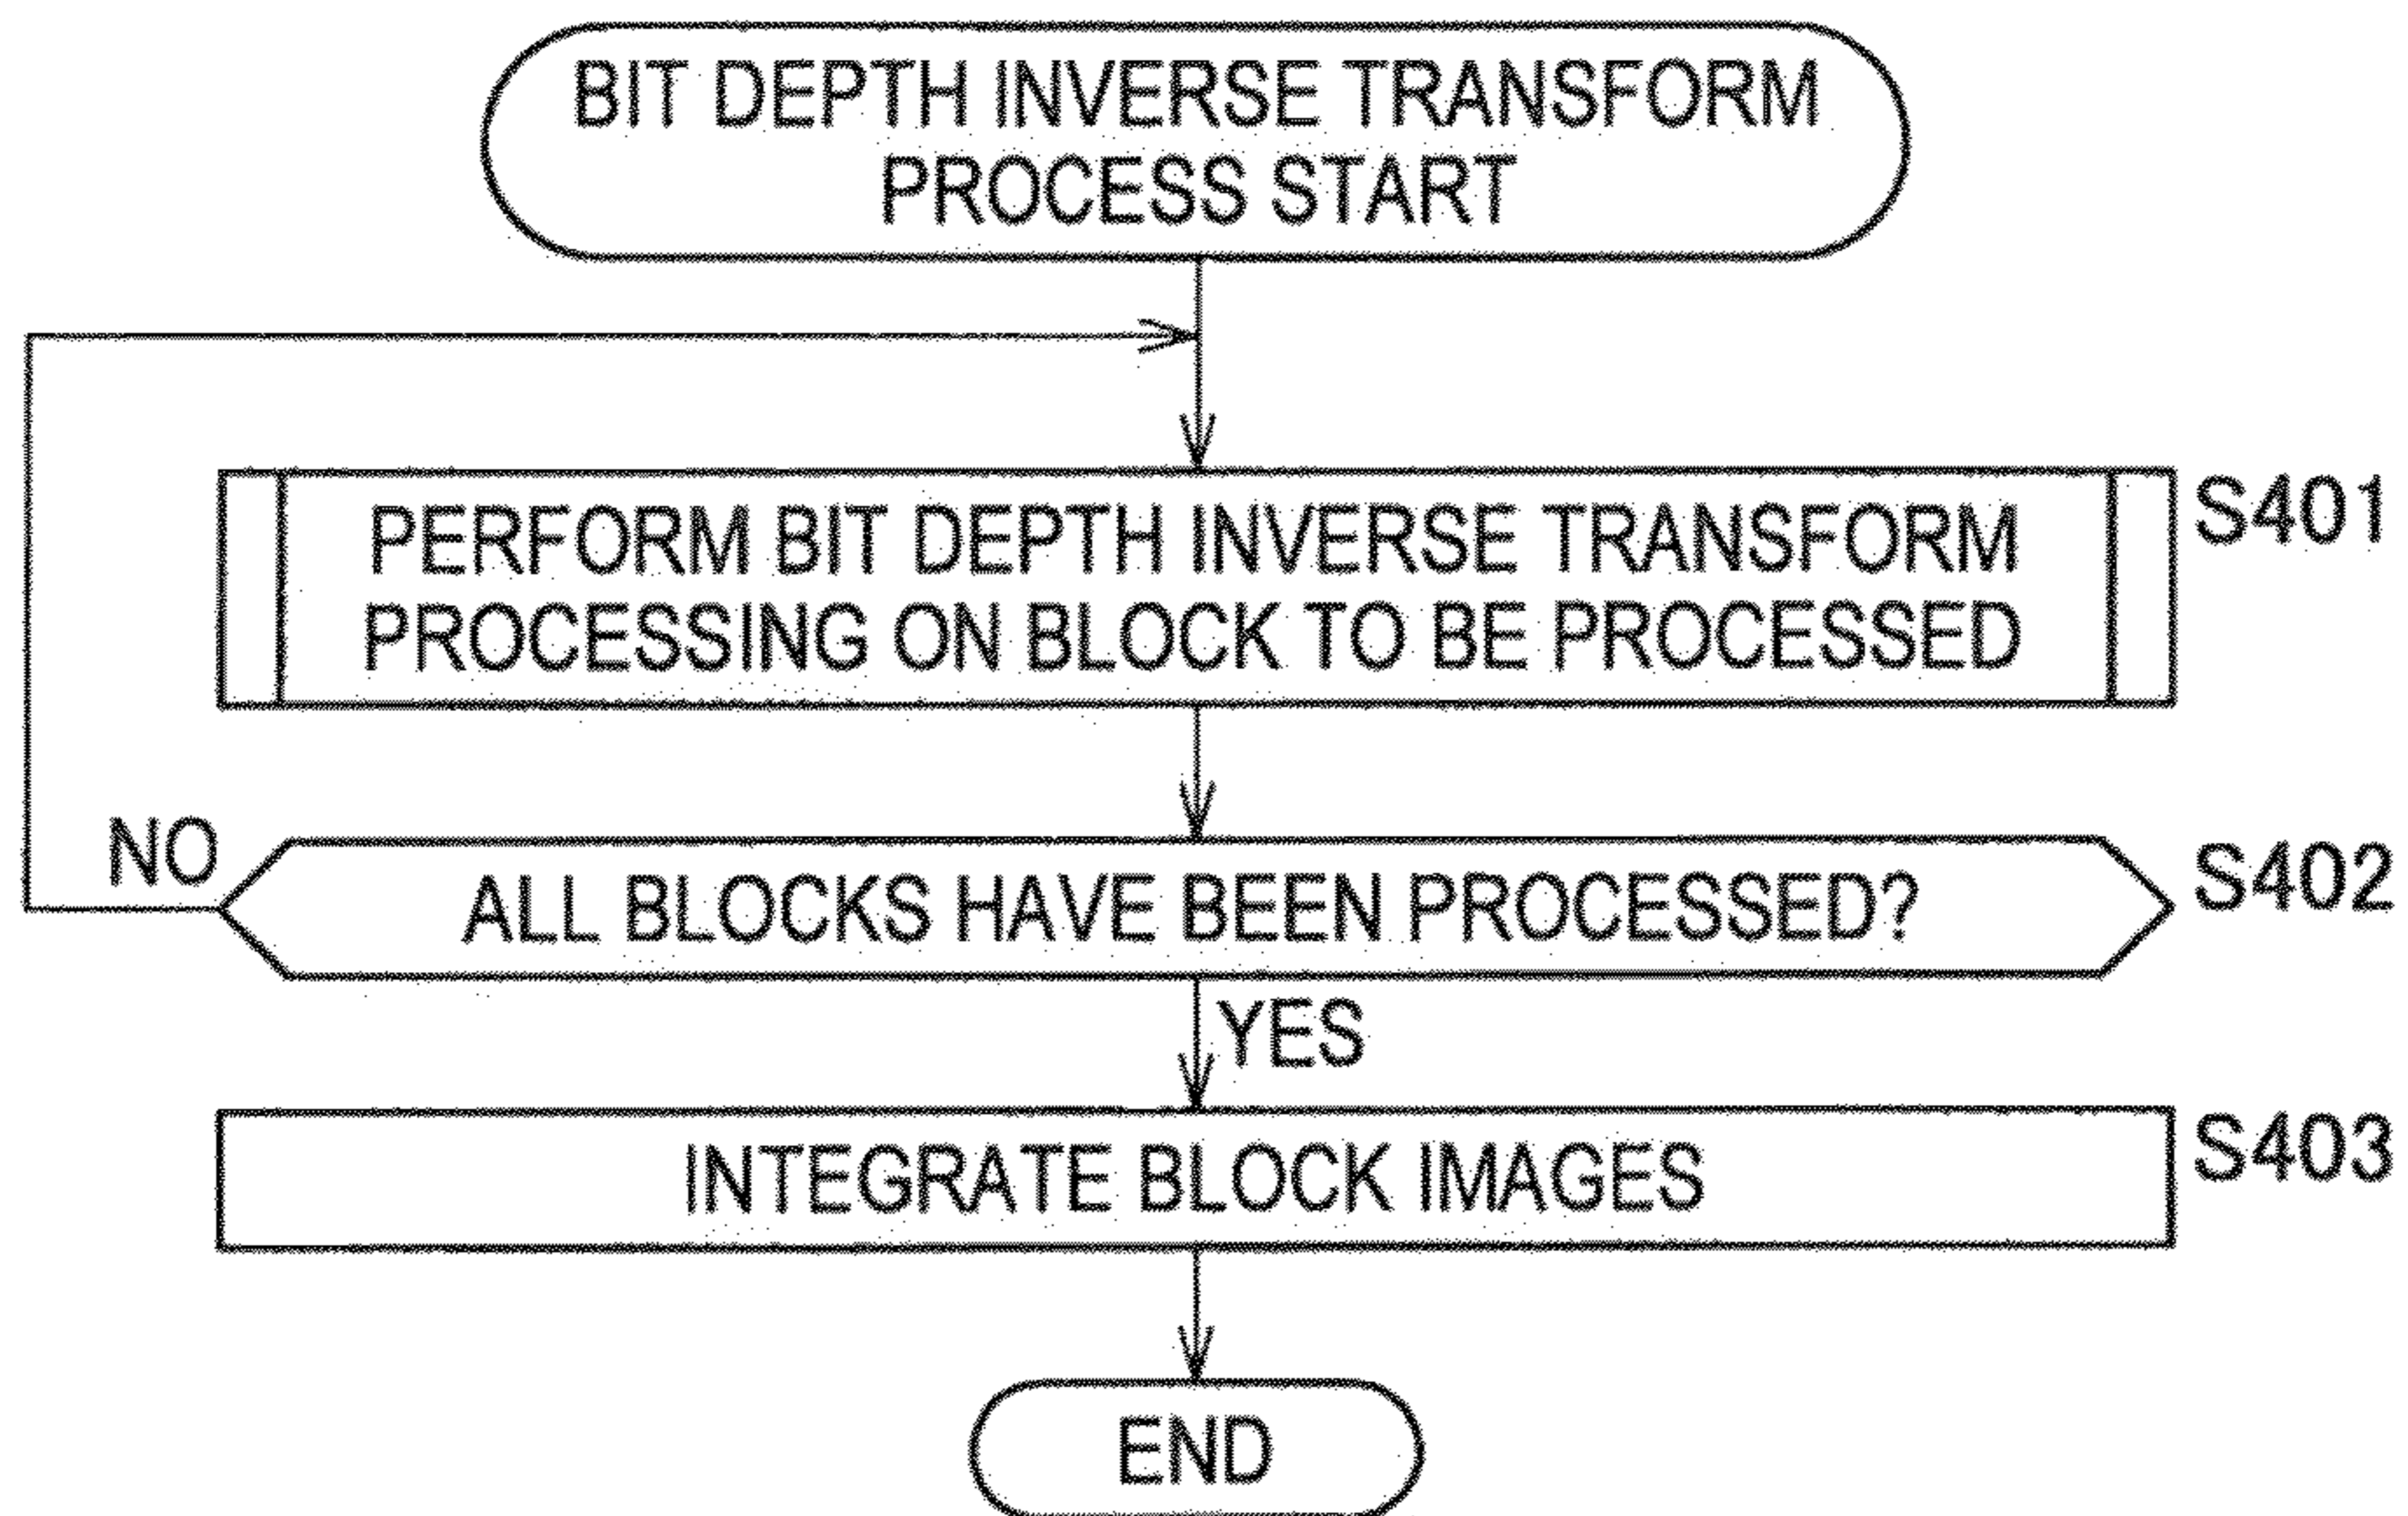 BIT DEPTH INVERSE TRANSFORM
PROCESS START
PERFORM BIT DEPTH INVERSE TRANSFORM
PROCESSING ON BLOCK TO BE PROCESSED
S401
NO
ALL BLOCKS HAVE BEEN PROCESSED?
S402
YES
INTEGRATE BLOCK IMAGES
S403
END